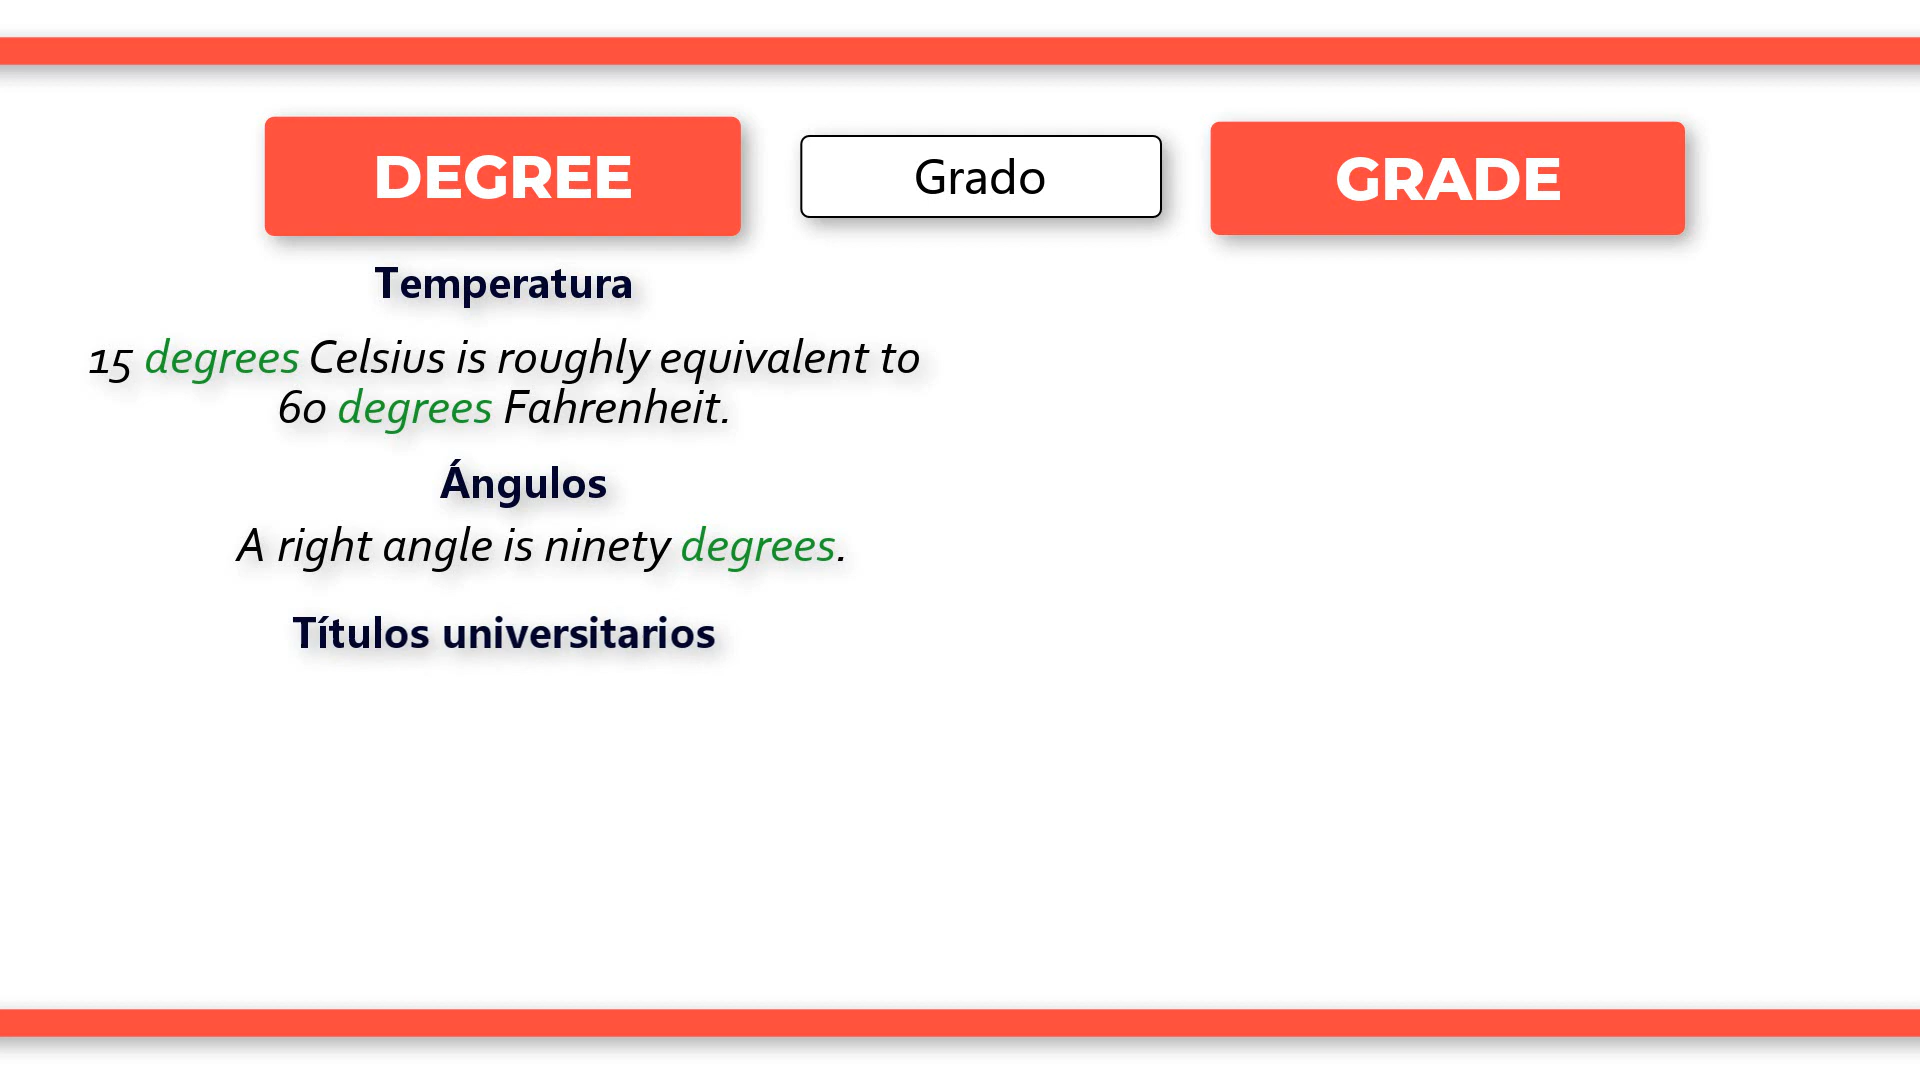 DEGREE
Grado
GRADE
Temperatura
15 degrees Celsius is roughly equivalent to
60 degrees Fahrenheit.
Ángulos
A right angle is ninety degrees.
Títulos universitarios